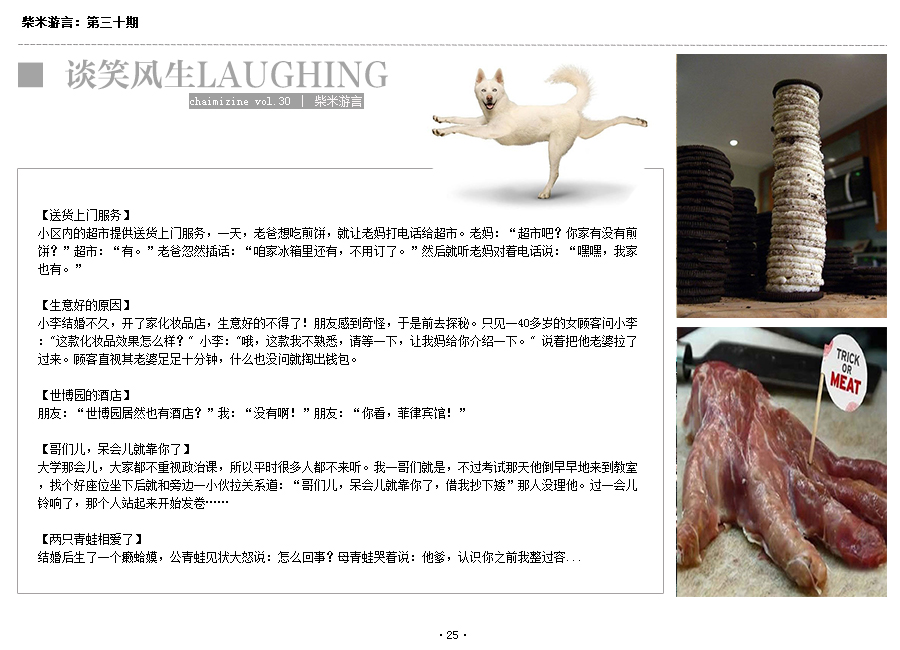 柴米游言：第三十期
谈笑风生LAUGHING
chaimizine vol.30 | 柴米游言
【送货上门服务】
小区内的超市提供送货上门服务，一天，老爸想吃煎饼，就让老妈打电话给超市。老妈：“超市吧？你家有没有煎
饼？”超市：“有。”老爸忽然插话：“咱家冰箱里还有，不用订了。”然后就听老妈对着电话说：“嘿嘿，我家
也有。”
【生意好的原因】
小李结婚不久，开了家化妆品店，生意好的不得了！朋友感到奇怪，于是前去探秘。只见一40多岁的女顾客问小李
：“这款化妆品效果怎么样？”小李：“哦，这款我不熟悉，请等一下，让我妈给你介绍一下。”说着把他老婆拉了
过来。顾客直视其老婆足足十分钟，什么也没问就掏出钱包。
【世博园的酒店】
朋友：“世博园居然也有酒店？”我：“没有啊！”朋友：“你看，菲律宾馆！”
【哥们儿，呆会儿就靠你了】
大学那会儿，大家都不重视政治课，所以平时很多人都不来听。我一哥们就是，不过考试那天他倒早早地来到教室
，找个好座位坐下后就和旁边一小伙拉关系道：“哥们儿，呆会儿就靠你了，借我抄下矮”那人没理他。过一会儿
铃响了，那个人站起来开始发卷……
【两只青蛙相爱了】
结婚后生了一个癞蛤蟆，公青蛙见状大怒说：怎么回事？母青蛙哭着说：他爹，认识你之前我整过容...
TRICK
OR
MEAT
·25·